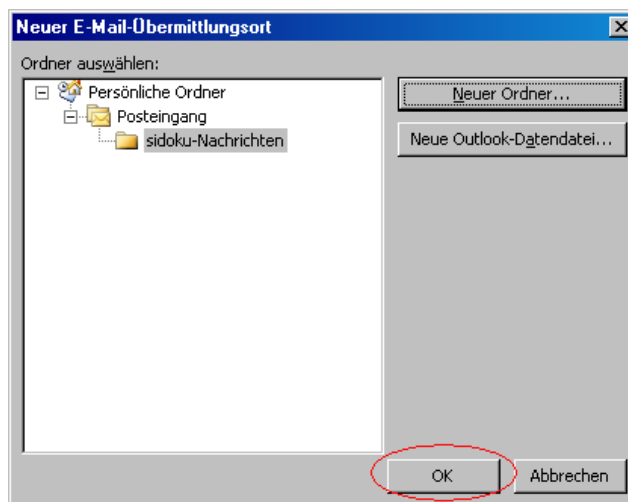 Neuer E-Mail-Übermittlungsort
Ordner auswählen:
Persönliche Ordner
Posteingang
sidoku-Nachrichten
Neuer Ordner...
Neue Outlook-Datendatei...
OK
Abbrechen